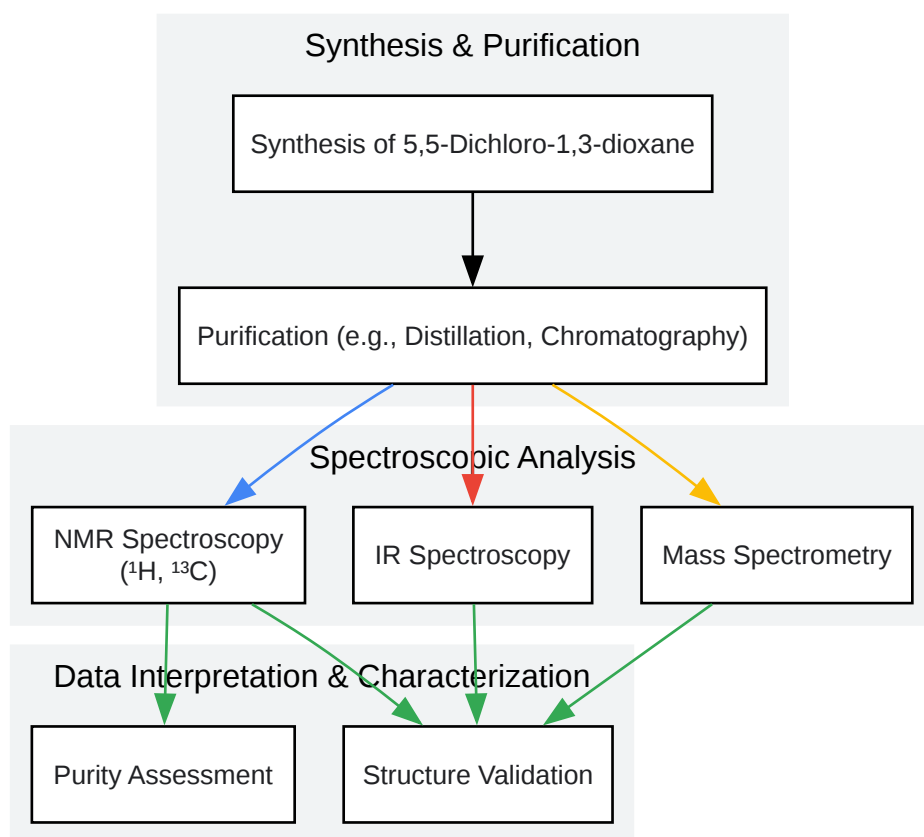 Synthesis & Purification
Synthesis of 5,5-Dichloro-1,3-dioxane
Purification (e.g., Distillation, Chromatography)
Spectroscopic Analysis
NMR Spectroscopy
(¹H, ¹³C)
IR Spectroscopy
Mass Spectrometry
Data Interpretation & Characterization
Purity Assessment
Structure Validation